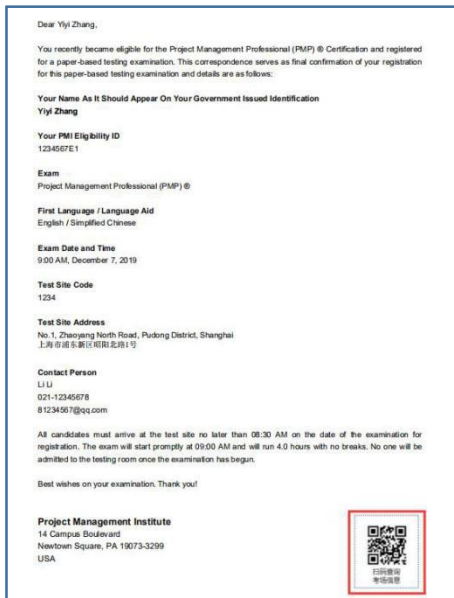 Dear Yiyi Zhang,
You recently became eligible for the Project Management Professional (PMP) ® Certification and registered
for a paper-based testing examination. This correspondence serves as final confirmation of your registration
for this paper-based testing examination and details are as follows:
Your Name As It Should Appear On Your Government Issued Identification
Yiyi Zhang
Your PMI Eligibility ID
1234567E1
Exam
Project Management Professional (PMP) ®
First Language / Language Aid
English / Simplified Chinese
Exam Date and Time
9:00 AM, December 7, 2019
Test Site Code
1234
Test Site Address
No.1, Zhaoyang North Road, Pudong District, Shanghai
上海市浦东新区昭阳北路1号
Contact Person
Li Li
021-12345678
81234567@qq.com
All candidates must arrive at the test site no later than 08:30 AM on the date of the examination for
registration. The exam will start promptly at 09:00 AM and will run 4.0 hours with no breaks. No one will be
admitted to the testing room once the examination has begun.
Best wishes on your examination. Thank you!
Project Management Institute
14 Campus Boulevard
Newtown Square, PA 19073-3299
USA
扫码查询
考场信息